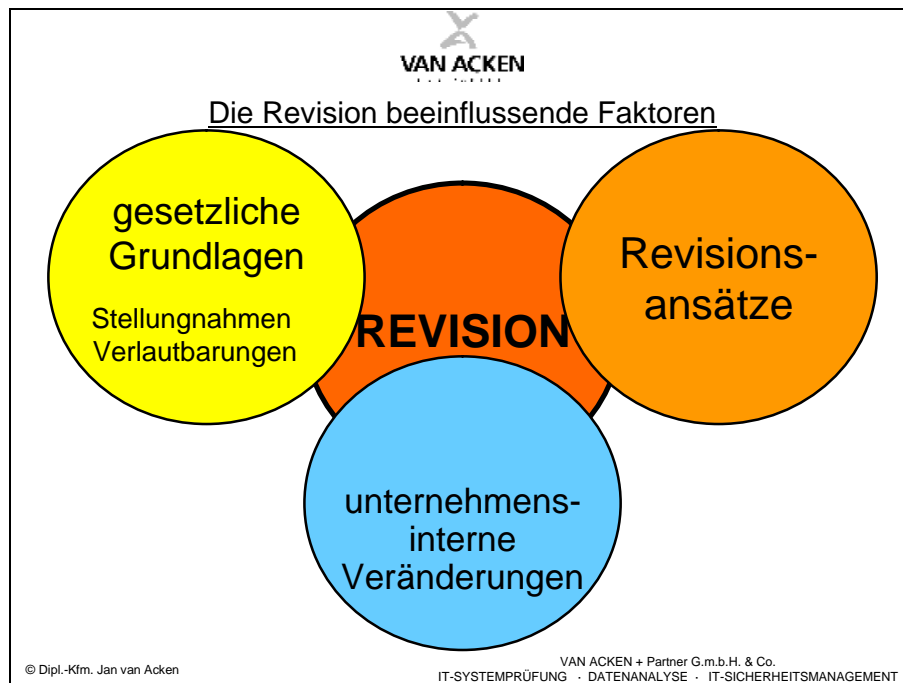 VAN ACKEN
Die Revision beeinflussende Faktoren
gesetzliche
Grundlagen
Stellungnahmen
Verlautbarungen
REVISION
Revisions-
ansätze
unternehmens-
interne
Veränderungen
© Dipl.-Kfm. Jan van Acken
VAN ACKEN + Partner G.m.b.H. & Co.
IT-SYSTEMPRÜFUNG · DATENANALYSE · IT-SICHERHEITSMANAGEMENT